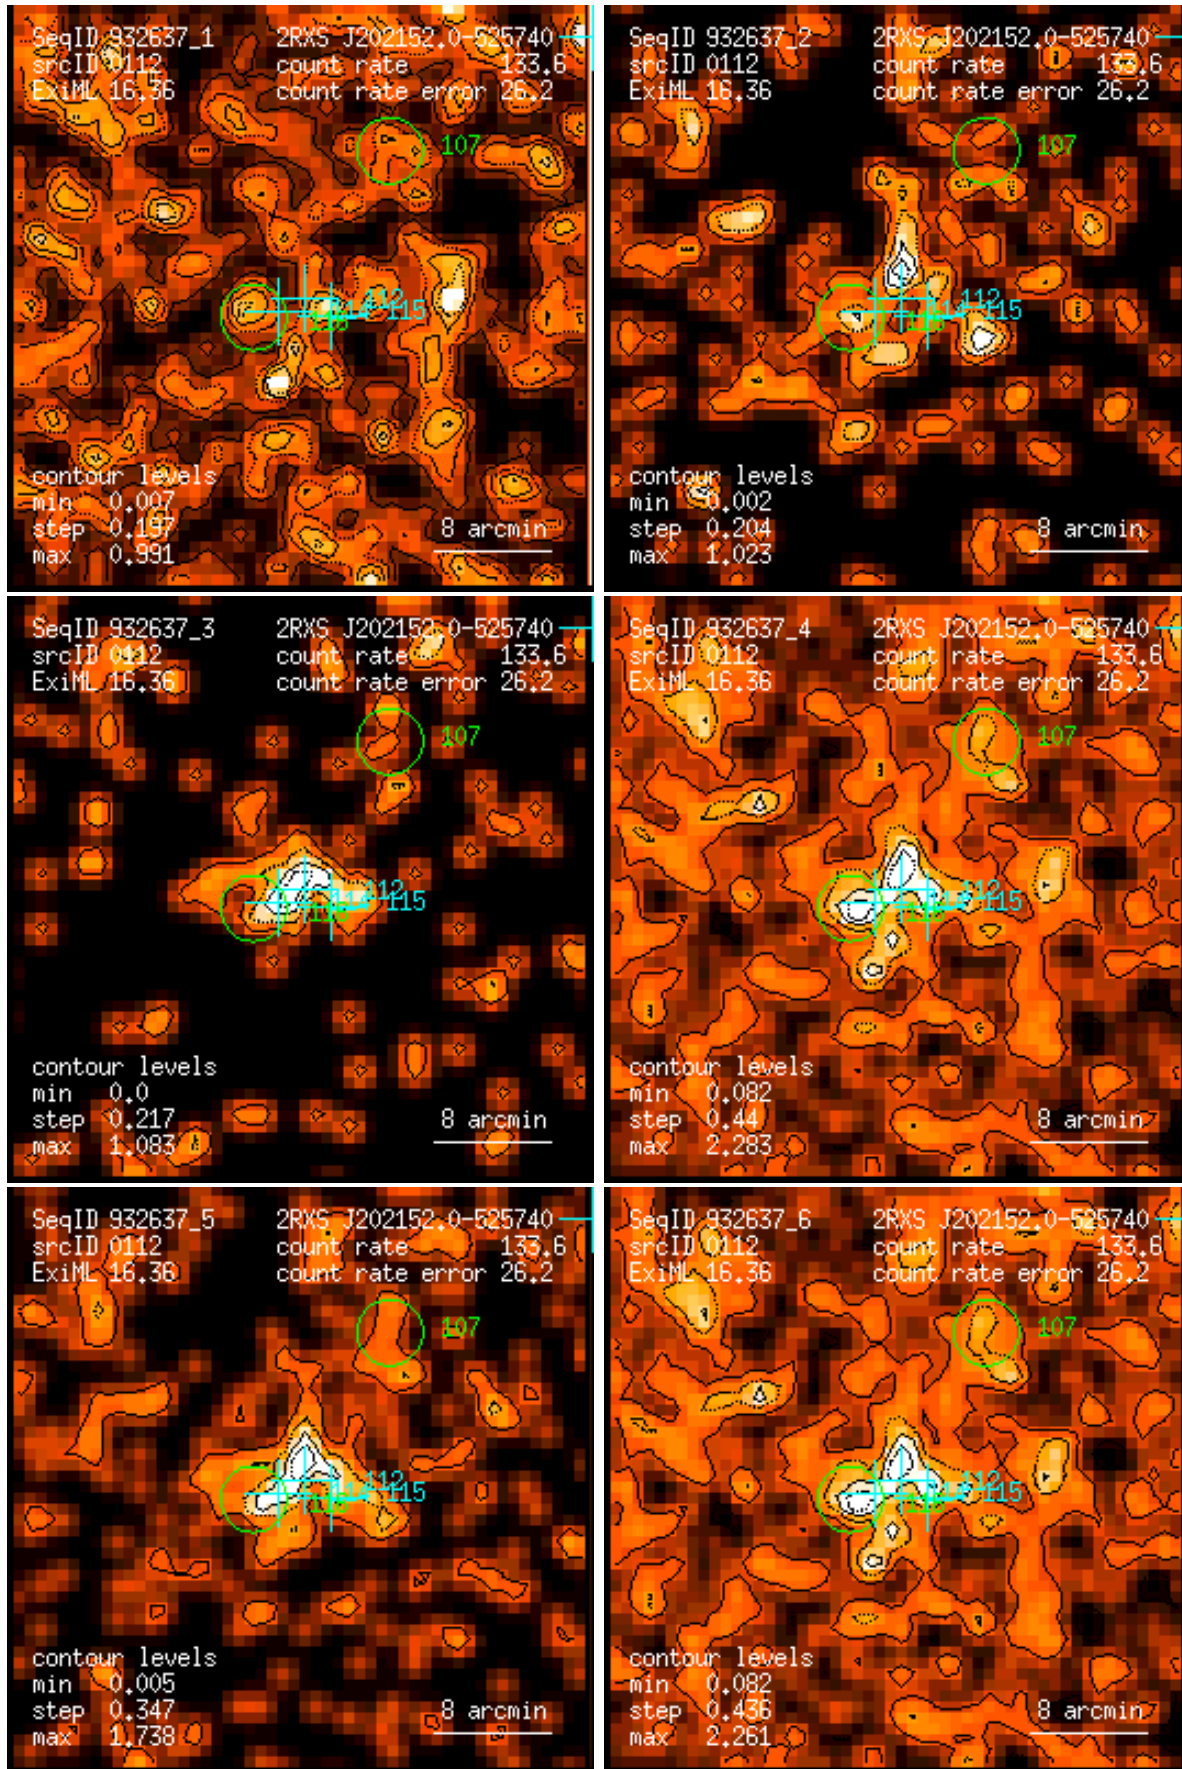 SeqID 932637_1 2RXS J202152.0-525740
srcID 0112 count rate 133.6
ExiML 16.36 count rate error 26.2
107
112
115
contour levels
min 0.007
step 0.197
max 0.991
8 arcmin
SeqID 932637_2 2RXS J202152.0-525740
srcID 0112 count rate 133.6
ExiML 16.36 count rate error 26.2
107
112
115
contour levels
min 0.002
step 0.204
max 1.023
8 arcmin
SeqID 932637_3 2RXS J202152.0-525740
srcID 0112 count rate 133.6
ExiML 16.36 count rate error 26.2
107
112
115
contour levels
min 0.0
step 0.217
max 1.083
8 arcmin
SeqID 932637_4 2RXS J202152.0-525740
srcID 0112 count rate 133.6
ExiML 16.36 count rate error 26.2
107
112
115
contour levels
min 0.082
step 0.44
max 2.283
8 arcmin
SeqID 932637_5 2RXS J202152.0-525740
srcID 0112 count rate 133.6
ExiML 16.36 count rate error 26.2
107
112
115
contour levels
min 0.005
step 0.347
max 1.738
8 arcmin
SeqID 932637_6 2RXS J202152.0-525740
srcID 0112 count rate 133.6
ExiML 16.36 count rate error 26.2
107
112
115
contour levels
min 0.082
step 0.436
max 2.261
8 arcmin